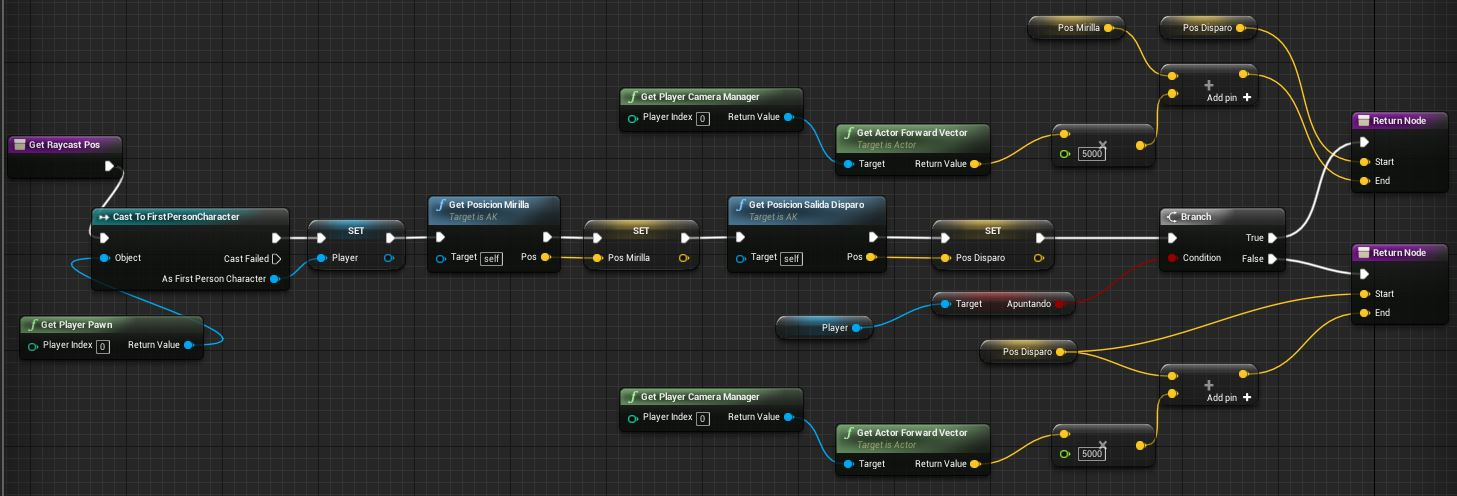 Pos Mirilla
Pos Disparo
Add pin
Get Player Camera Manager
Player Index 0 Return Value
Get Actor Forward Vector
Target is Actor
Target Return Value
5000
Return Node
Start
End
Get Raycast Pos
Cast To FirstPersonCharacter
Object Cast Failed
As First Person Character
SET
Player
Get Posicion Mirilla
Target is AK
Target self Pos
SET
Pos Mirilla
Get Posicion Salida Disparo
Target is AK
Target self Pos
SET
Pos Disparo
Branch
True
Condition False
Return Node
Start
End
Get Player Pawn
Player Index 0 Return Value
Target Apuntando
Player
Pos Disparo
Add pin
Get Player Camera Manager
Player Index 0 Return Value
Get Actor Forward Vector
Target is Actor
Target Return Value
5000